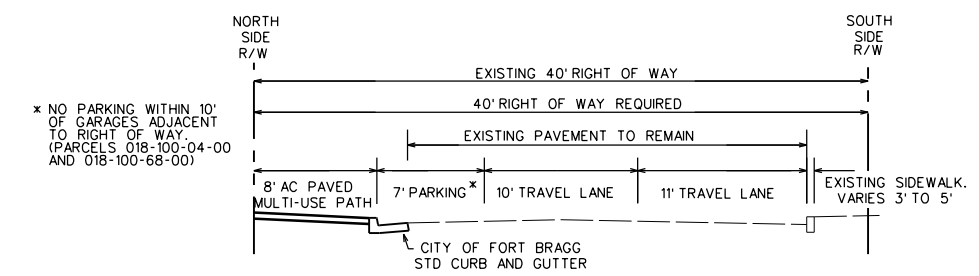 NORTH
SIDE
R/W
SOUTH
SIDE
R/W
EXISTING 40' RIGHT OF WAY
40' RIGHT OF WAY REQUIRED
* NO PARKING WITHIN 10'
OF GARAGES ADJACENT
TO RIGHT OF WAY.
(PARCELS 018-100-04-00
AND 018-100-68-00)
EXISTING PAVEMENT TO REMAIN
8' AC PAVED
MULTI-USE PATH
7' PARKING*
10' TRAVEL LANE
11' TRAVEL LANE
EXISTING SIDEWALK.
VARIES 3' TO 5'
CITY OF FORT BRAGG
STD CURB AND GUTTER